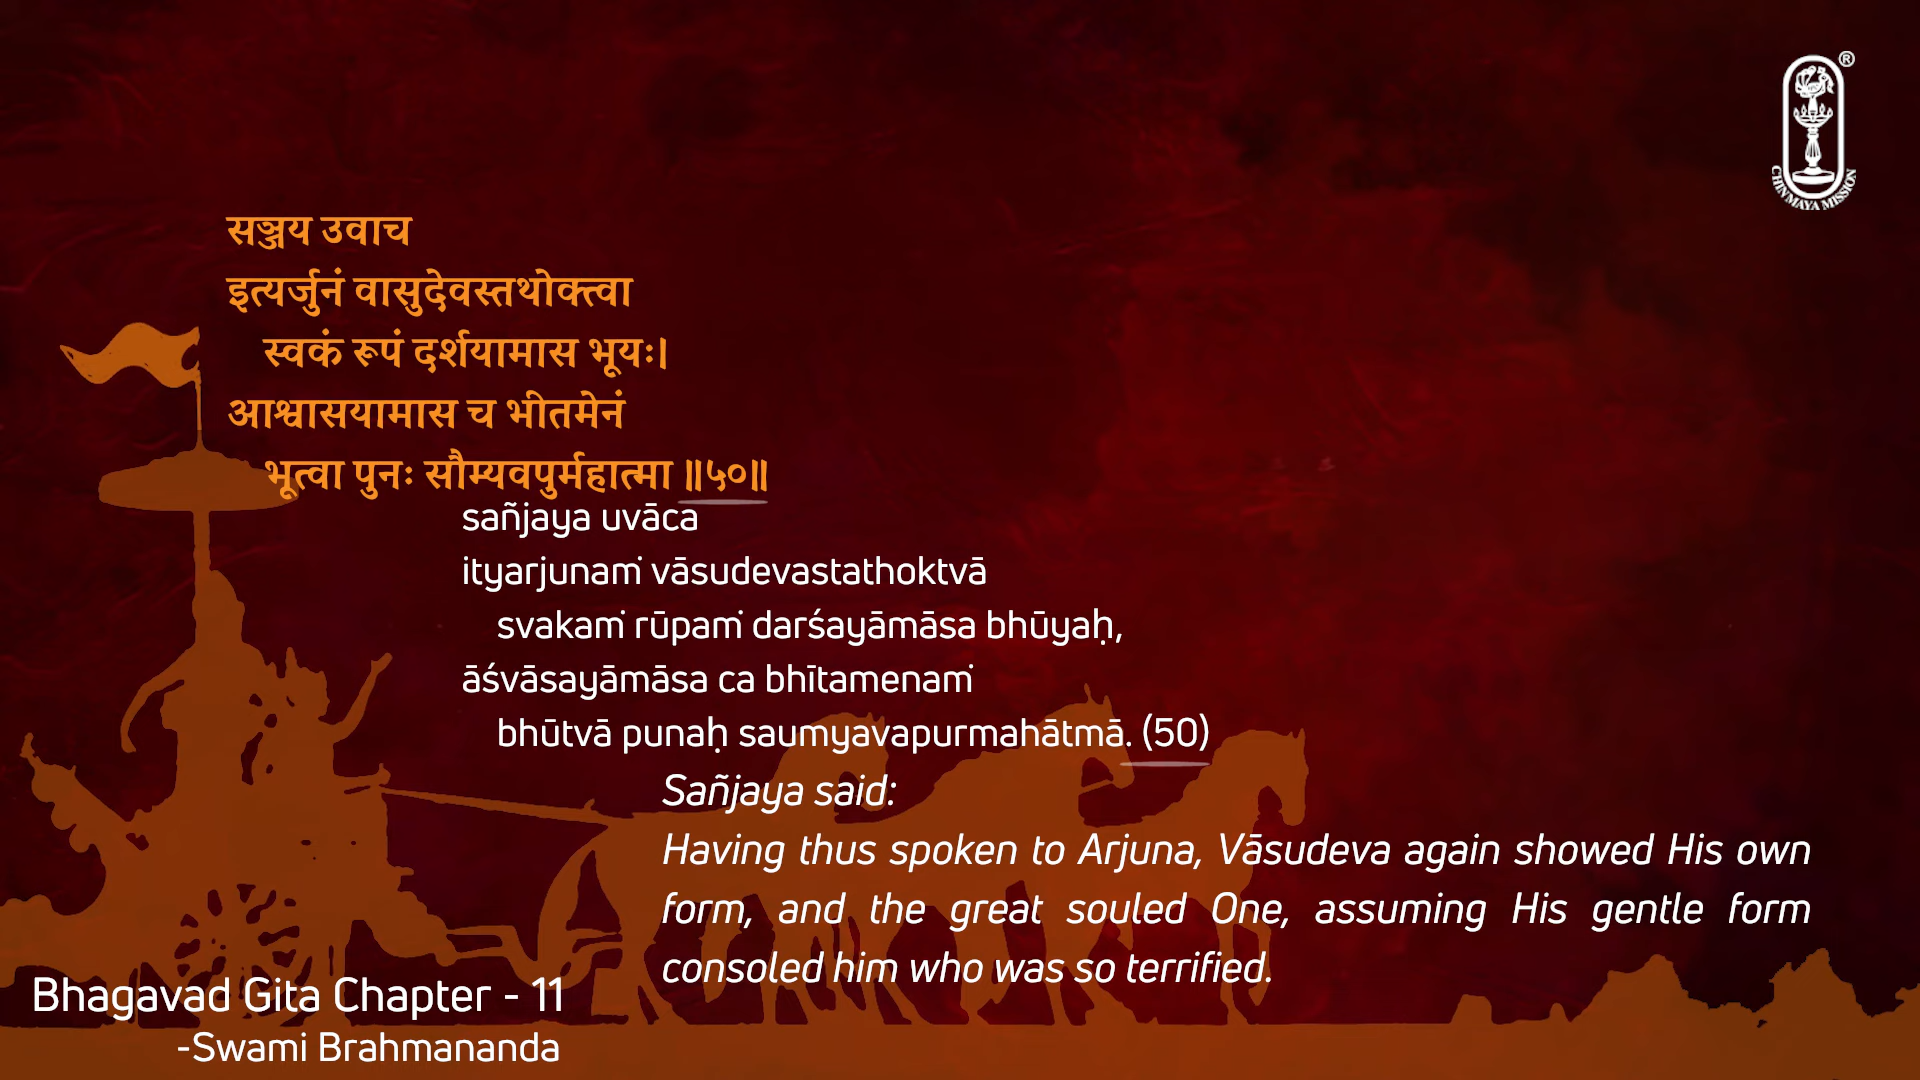 सञ्जय उवाच
इत्यर्जुनं वासुदेवस्तथोक्त्वा
स्वकं रूपं दर्शयामास भूयः।
आश्वासयामास च भीतमेनं
भूत्वा पुनः सौम्यवपुर्महात्मा ॥५०॥
sañjaya uvāca
ityarjunaṁ vāsudevastathoktvā
svakaṁ rūpaṁ darśayāmāsa bhūyaḥ,
āśvāsayāmāsa ca bhītamenaṁ
bhūtvā punaḥ saumyavapurmahātmā. (50)
Sañjaya said:
Having thus spoken to Arjuna, Vāsudeva again showed His own
form, and the great souled One, assuming His gentle form
consoled him who was so terrified.
Bhagavad Gita Chapter - 11
-Swami Brahmananda
®
CHINMAYA MISSION